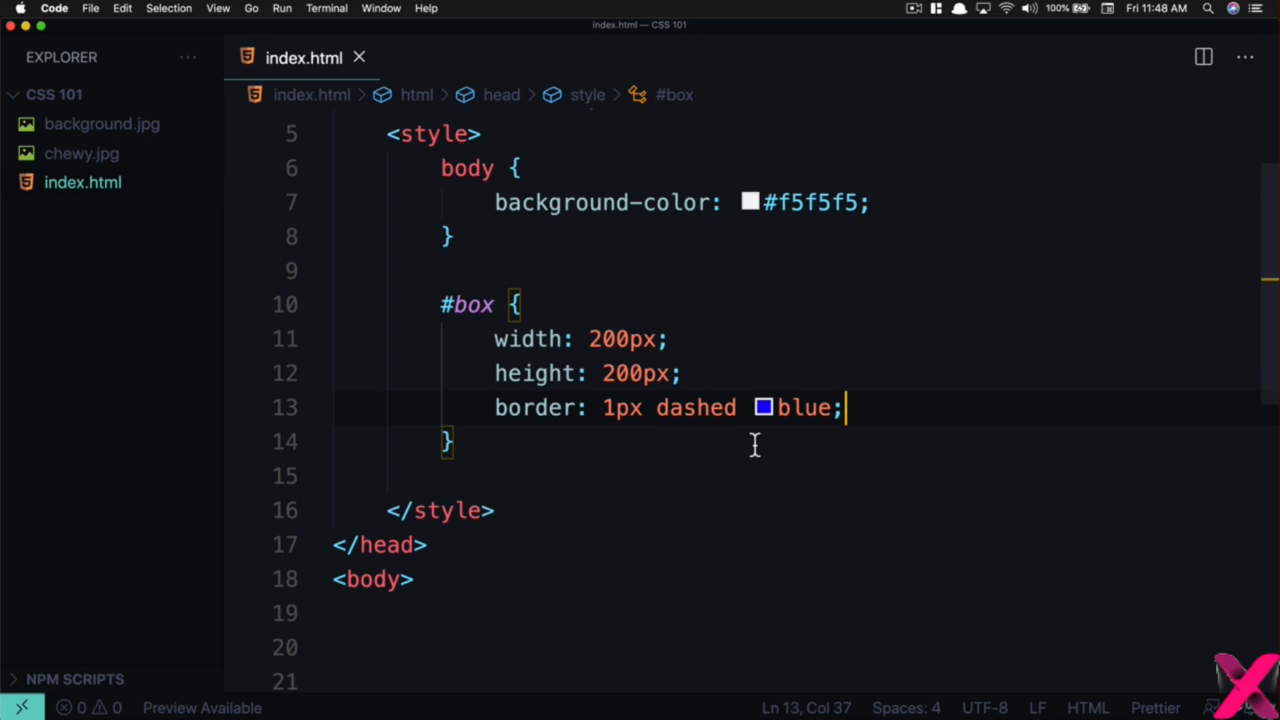 Code File Edit Selection View Go Run Terminal Window Help 100% Fri 11:48 AM
index.html — CSS 101
EXPLORER
index.html
CSS 101
index.html > html > head > style > #box
background.jpg
chewy.jpg
index.html
5 <style>
6 body {
7 background-color: #f5f5f5;
8 }
9
10 #box {
11 width: 200px;
12 height: 200px;
13 border: 1px dashed blue;
14 }
15
16 </style>
17 </head>
18 <body>
19
20
21
NPM SCRIPTS
0 0 Preview Available Ln 13, Col 37 Spaces: 4 UTF-8 LF HTML Prettier